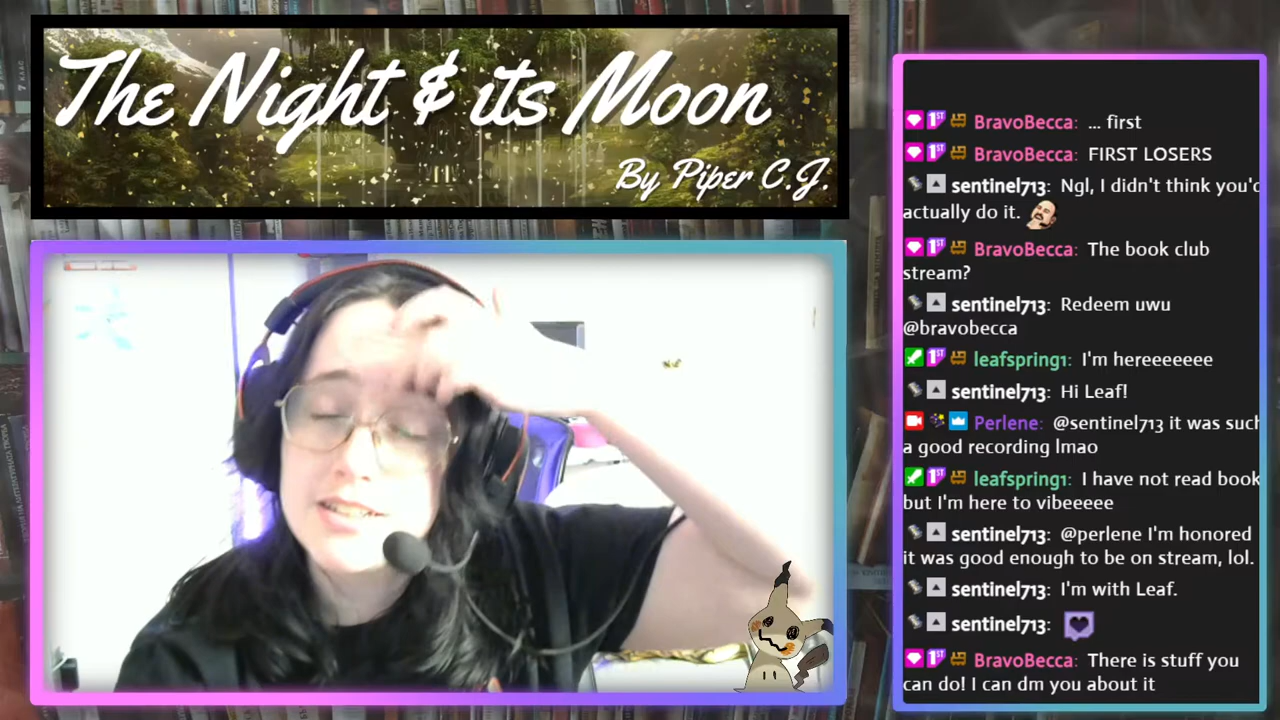 The Night & its Moon
By Piper C.J.
BravoBecca: ... first
BravoBecca: FIRST LOSERS
sentinel713: Ngl, I didn't think you'd
actually do it.
BravoBecca: The book club
stream?
sentinel713: Redeem uwu
@bravobecca
leafspring1: I'm hereeeeeee
sentinel713: Hi Leaf!
Perlene: @sentinel713 it was such
a good recording lmao
leafspring1: I have not read book
but I'm here to vibeeeee
sentinel713: @perlene I'm honored
it was good enough to be on stream, lol.
sentinel713: I'm with Leaf.
sentinel713:
BravoBecca: There is stuff you
can do! I can dm you about it